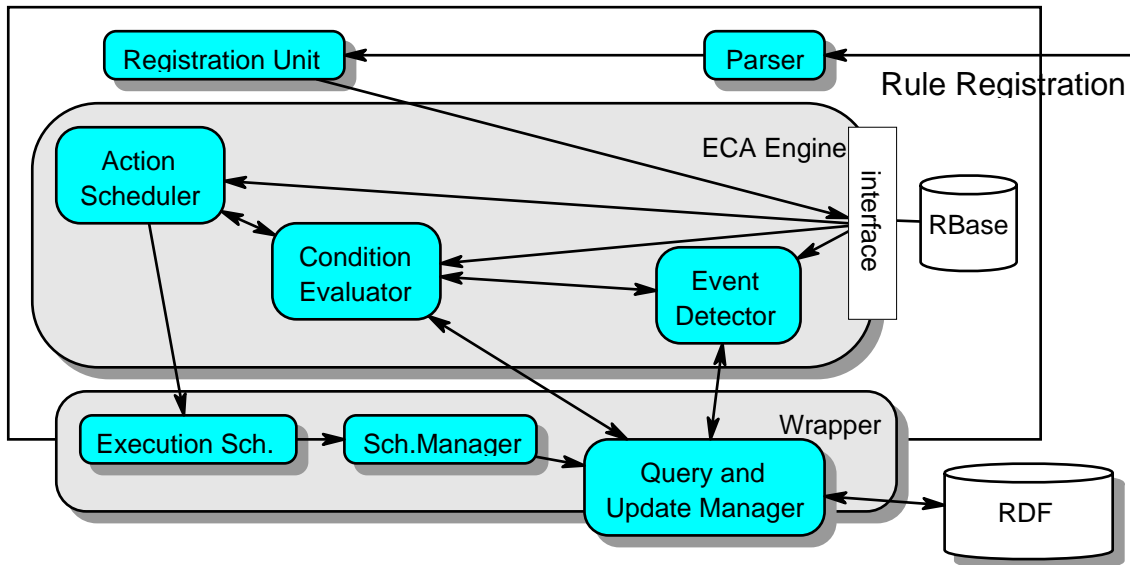 Registration Unit
Parser
Rule Registration
ECA Engine
Action
Scheduler
interface
RBase
Condition
Evaluator
Event
Detector
Wrapper
Execution Sch.
Sch.Manager
Query and
Update Manager
RDF